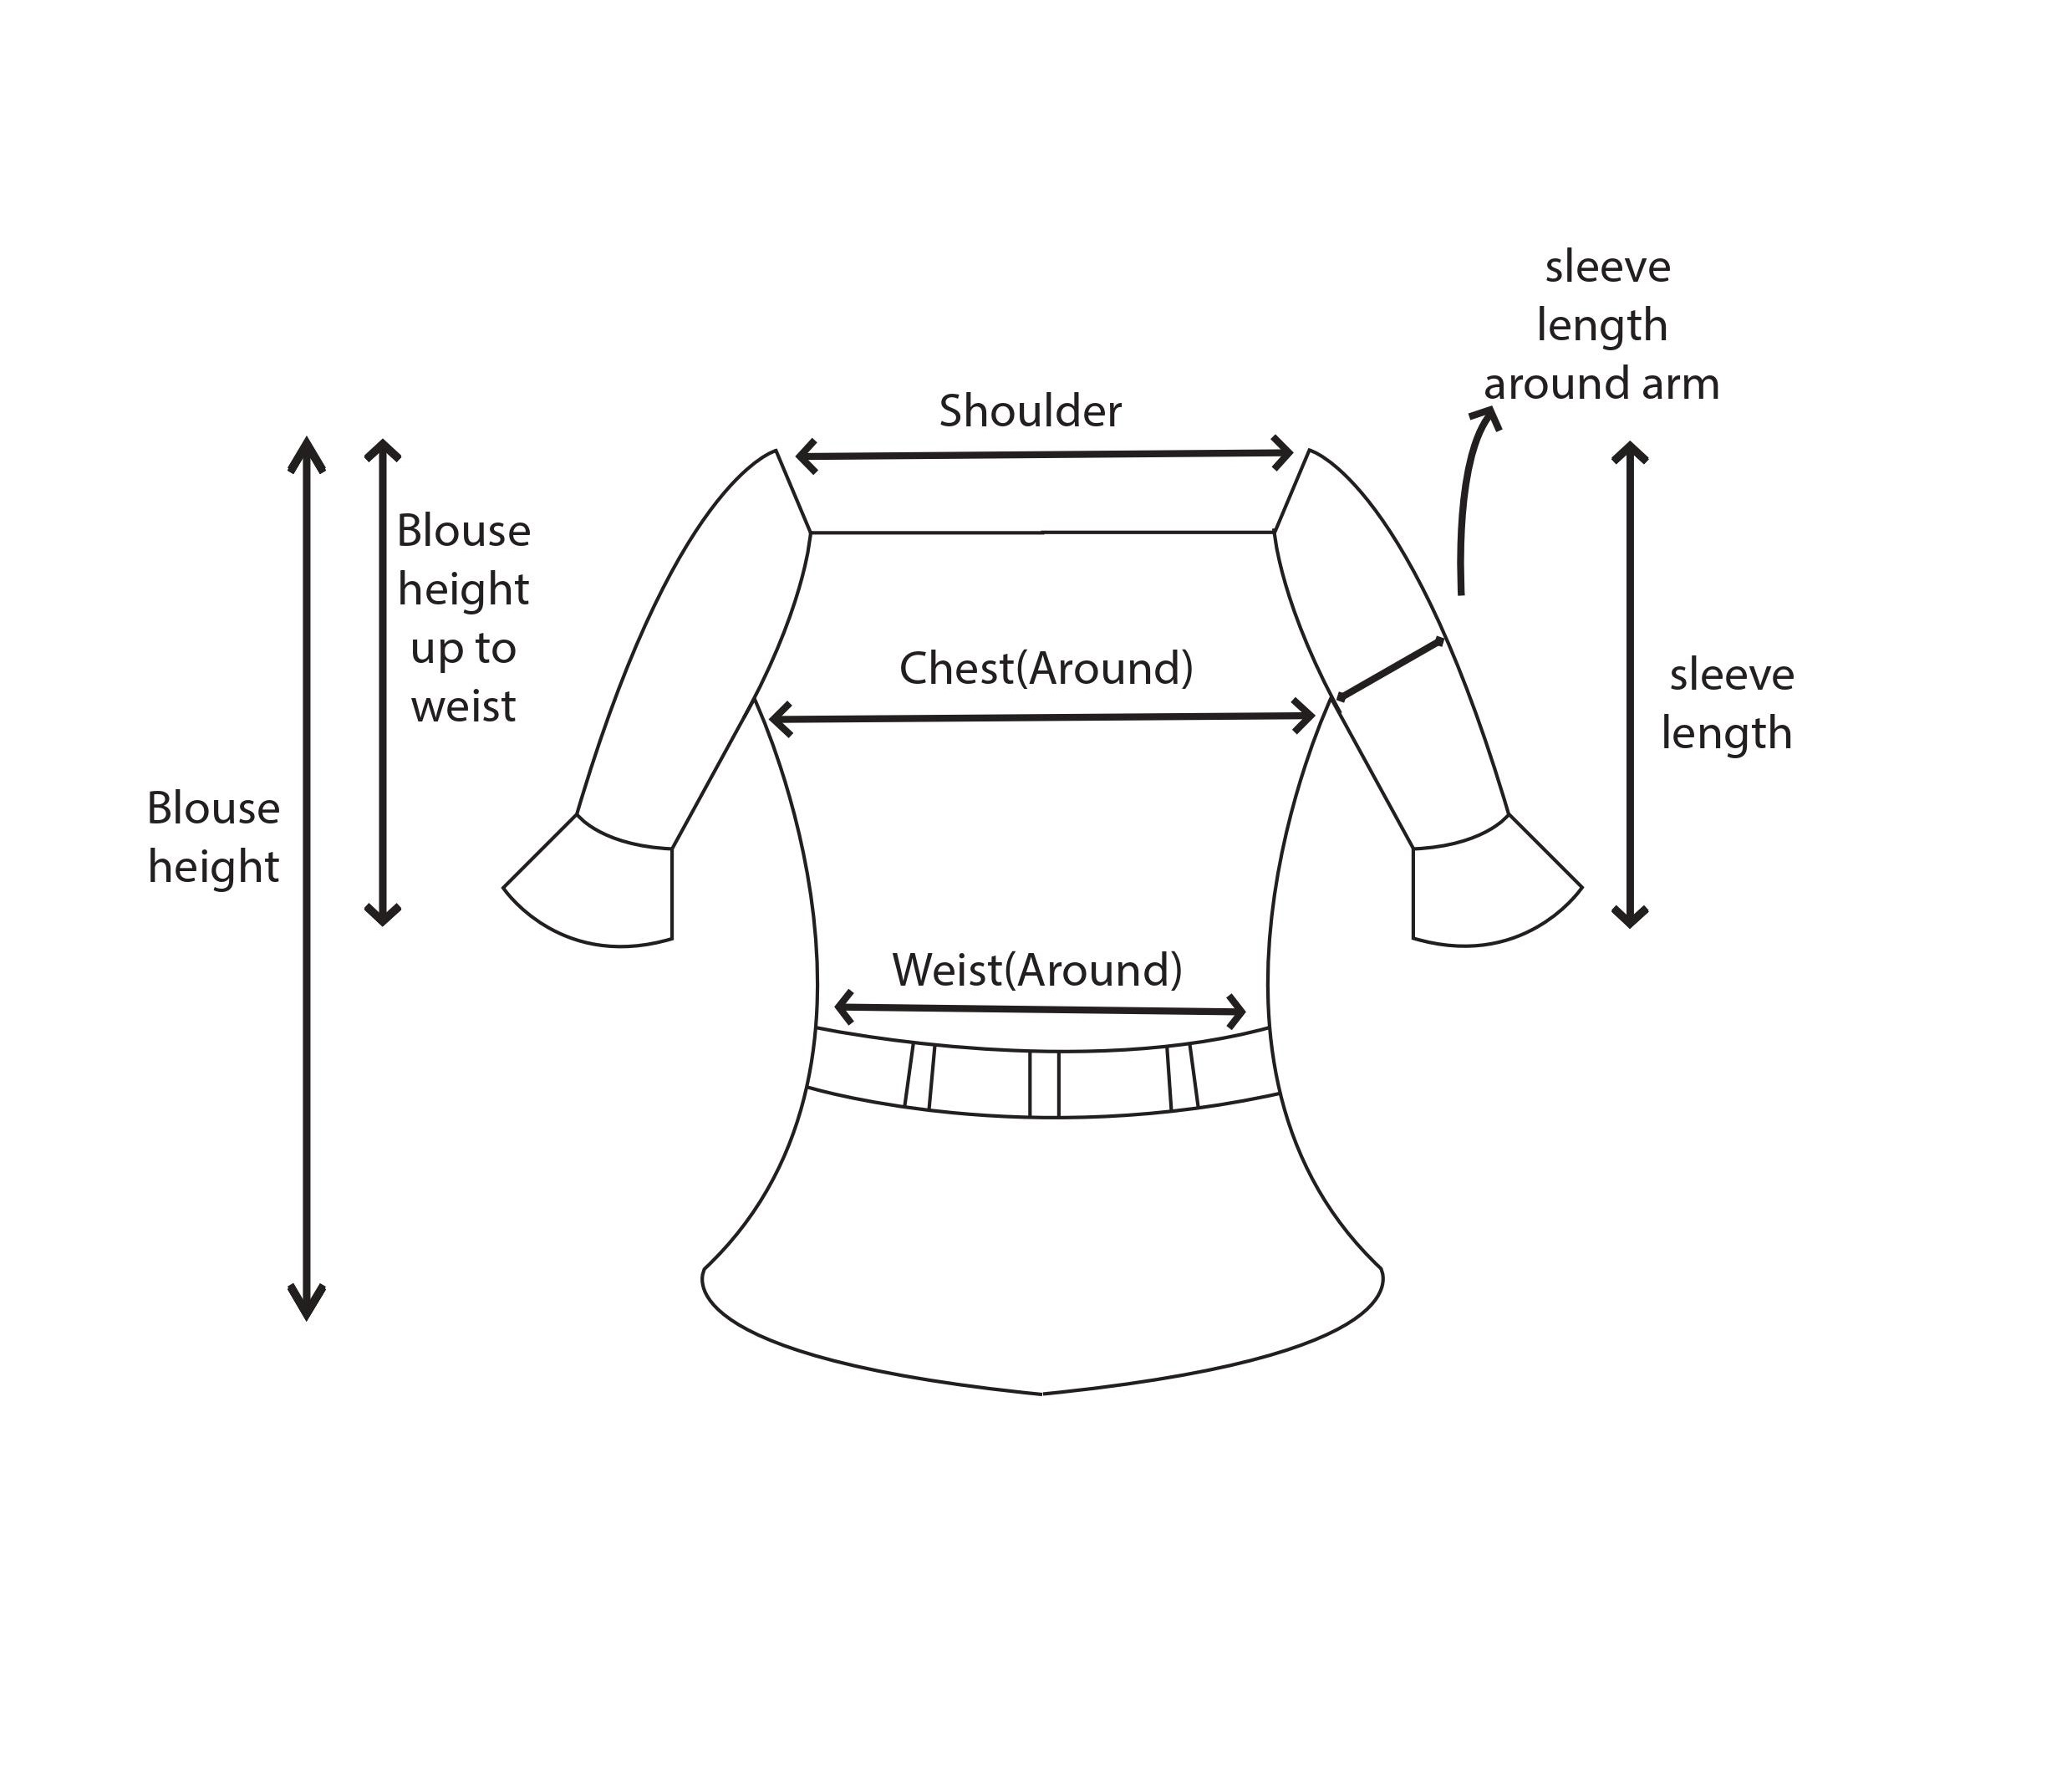 sleeve
length
around arm
Shoulder
Blouse
height
up to
weist
Chest(Around)
sleeve
length
Blouse
height
Weist(Around)